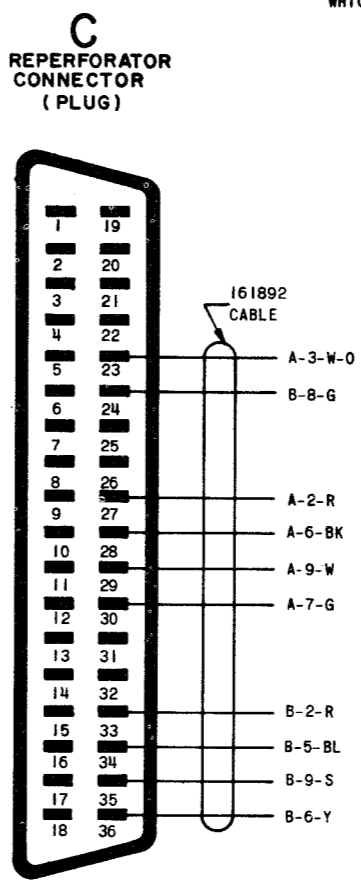 WHIC
C
REPERFORATOR
CONNECTOR
(PLUG)
1 19
2 20
3 21
4 22
5 23
6 24
7 25
8 26
9 27
10 28
11 29
12 30
13 31
14 32
15 33
16 34
17 35
18 36
161892
CABLE
A-3-W-O
B-8-G
A-2-R
A-6-BK
A-9-W
A-7-G
B-2-R
B-5-BL
B-9-S
B-6-Y